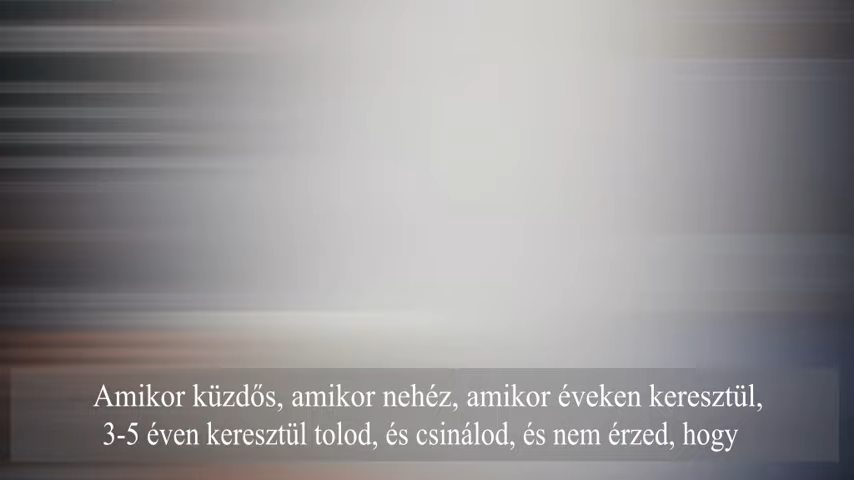 Amikor küzdős, amikor nehéz, amikor éveken keresztül,
3-5 éven keresztül tolod, és csinálod, és nem érzed, hogy